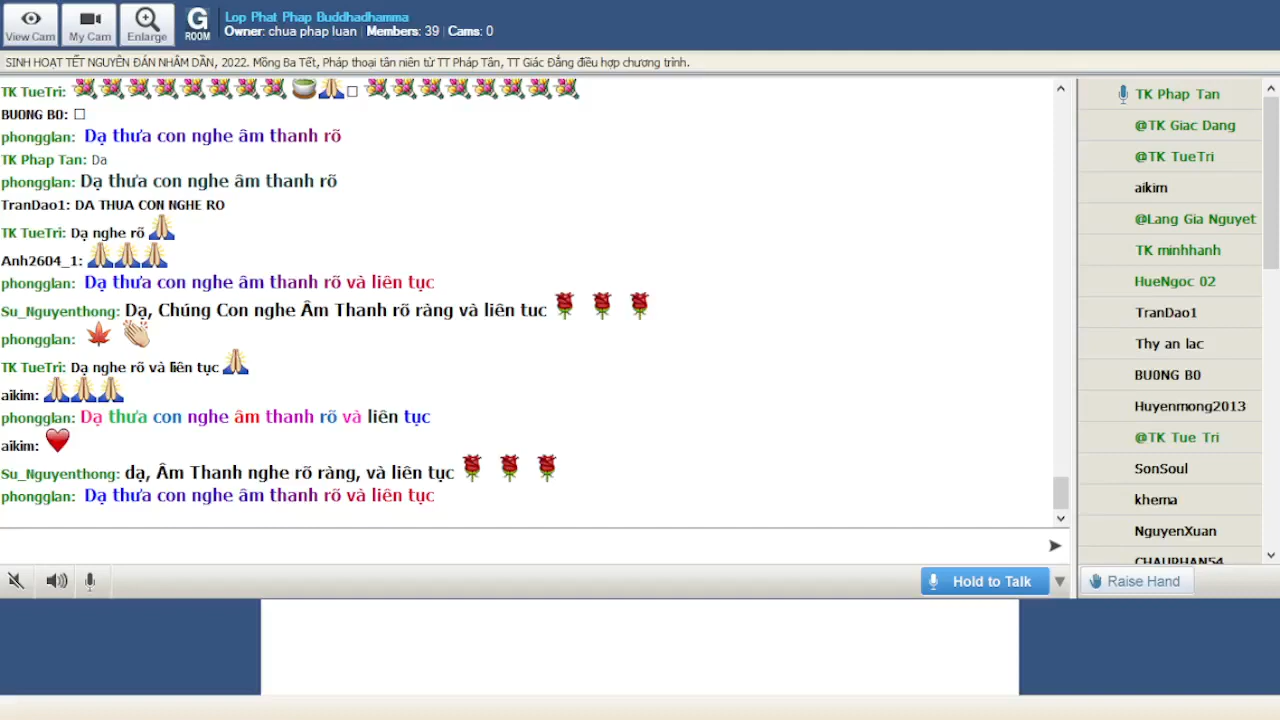 View Cam
My Cam
Enlarge
G
ROOM
Lop Phat Phap Buddhadhamma
Owner: chua phap luan | Members: 39 | Cams: 0
SINH HOẠT TẾT NGUYÊN ĐÁN NHÂM DẦN, 2022. Mồng Ba Tết, Pháp thoại tân niên từ TT Pháp Tân, TT Giác Đẳng điều hợp chương trình.
TK TueTri:
BU0NG B0:
phongglan: Dạ thưa con nghe âm thanh rõ
TK Phap Tan: Da
phongglan: Dạ thưa con nghe âm thanh rõ
TranDao1: DA THUA CON NGHE RO
TK TueTri: Dạ nghe rõ
Anh2604_1:
phongglan: Dạ thưa con nghe âm thanh rõ và liên tục
Su_Nguyenthong: Dạ, Chúng Con nghe Âm Thanh rõ ràng và liên tuc
phongglan:
TK TueTri: Dạ nghe rõ và liên tục
aikim:
phongglan: Dạ thưa con nghe âm thanh rõ và liên tục
aikim:
Su_Nguyenthong: dạ, Âm Thanh nghe rõ ràng, và liên tục
phongglan: Dạ thưa con nghe âm thanh rõ và liên tục
Hold to Talk
TK Phap Tan
@TK Giac Dang
@TK TueTri
aikim
@Lang Gia Nguyet
TK minhhanh
HueNgoc 02
TranDao1
Thy an lac
BU0NG B0
Huyenmong2013
@TK Tue Tri
SonSoul
khema
NguyenXuan
CHAUPHAN54
Raise Hand